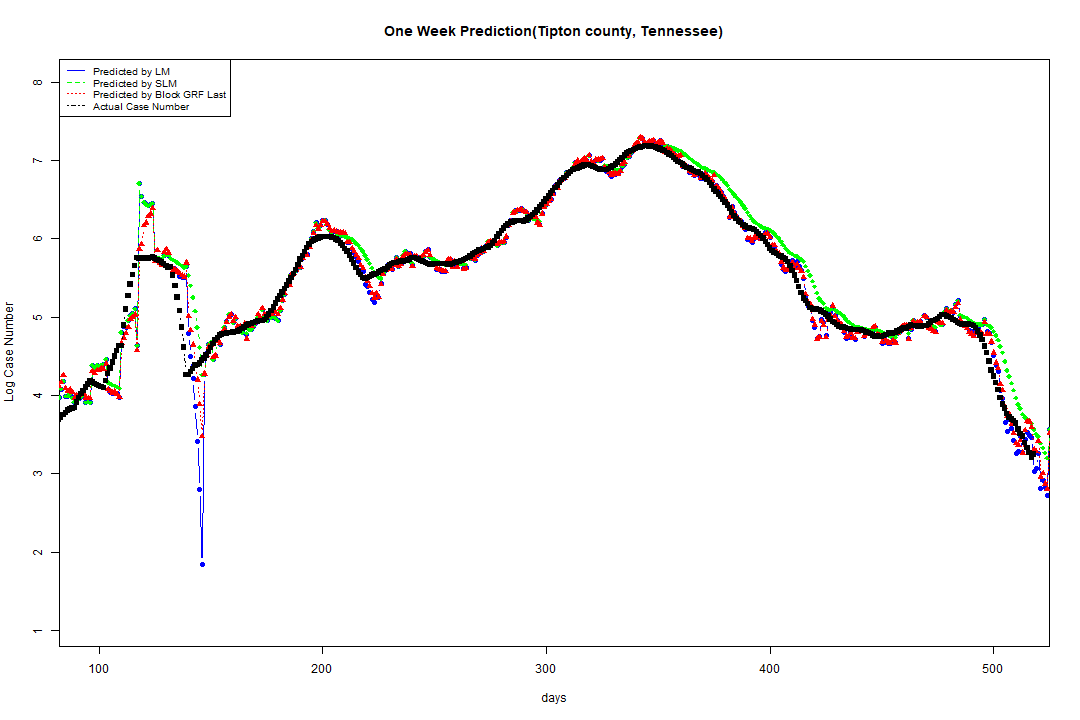 One Week Prediction(Tipton county, Tennessee)
Predicted by LM
Predicted by SLM
Predicted by Block GRF Last
Actual Case Number
Log Case Number
8
7
6
5
4
3
2
1
100 200 300 400 500
days